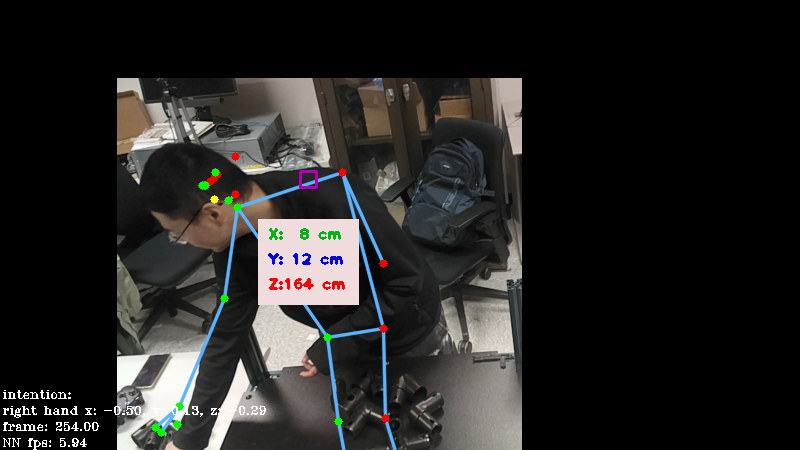 X: 8 cm
Y: 12 cm
Z:164 cm
intention:
right hand x: -0.50, y: 0.13, z: -0.29
frame: 254.00
NN fps: 5.94